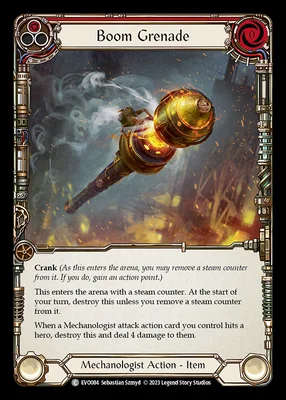 Boom Grenade
Crank (As this enters the arena, you may remove a steam counter
from it. If you do, gain an action point.)
This enters the arena with a steam counter. At the start of
your turn, destroy this unless you remove a steam counter
from it.
When a Mechanologist attack action card you control hits a
hero, destroy this and deal 4 damage to them.
Mechanologist Action - Item
C EVO084 Sebastian Szmyd © 2023 Legend Story Studios